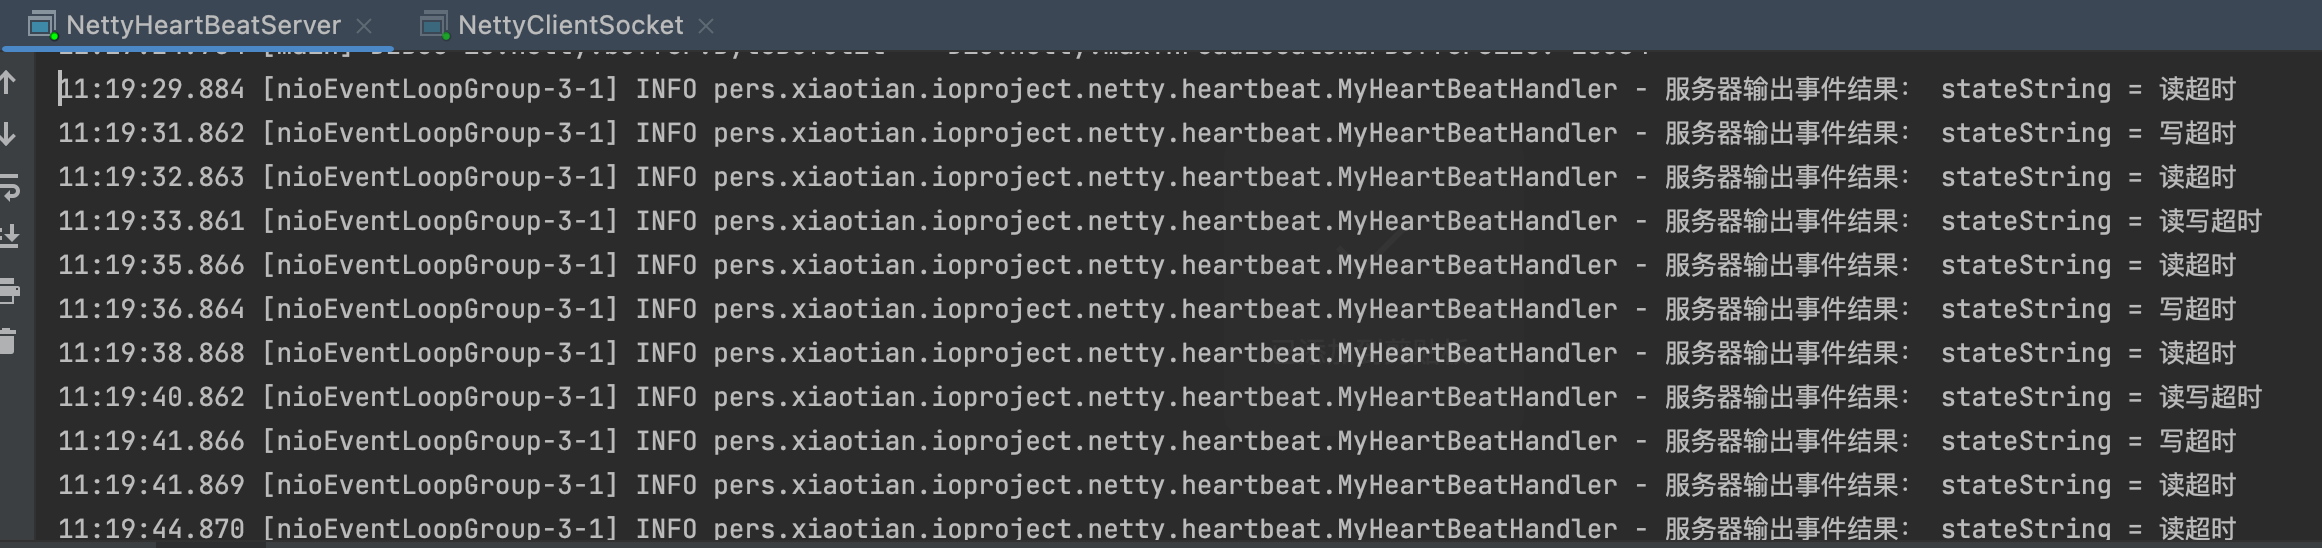 NettyHeartBeatServer NettyClientSocket
11:19:29.884 [nioEventLoopGroup-3-1] INFO pers.xiaotian.ioproject.netty.heartbeat.MyHeartBeatHandler - 服务器输出事件结果： stateString = 读超时
11:19:31.862 [nioEventLoopGroup-3-1] INFO pers.xiaotian.ioproject.netty.heartbeat.MyHeartBeatHandler - 服务器输出事件结果： stateString = 写超时
11:19:32.863 [nioEventLoopGroup-3-1] INFO pers.xiaotian.ioproject.netty.heartbeat.MyHeartBeatHandler - 服务器输出事件结果： stateString = 读超时
11:19:33.861 [nioEventLoopGroup-3-1] INFO pers.xiaotian.ioproject.netty.heartbeat.MyHeartBeatHandler - 服务器输出事件结果： stateString = 读写超时
11:19:35.866 [nioEventLoopGroup-3-1] INFO pers.xiaotian.ioproject.netty.heartbeat.MyHeartBeatHandler - 服务器输出事件结果： stateString = 读超时
11:19:36.864 [nioEventLoopGroup-3-1] INFO pers.xiaotian.ioproject.netty.heartbeat.MyHeartBeatHandler - 服务器输出事件结果： stateString = 写超时
11:19:38.868 [nioEventLoopGroup-3-1] INFO pers.xiaotian.ioproject.netty.heartbeat.MyHeartBeatHandler - 服务器输出事件结果： stateString = 读超时
11:19:40.862 [nioEventLoopGroup-3-1] INFO pers.xiaotian.ioproject.netty.heartbeat.MyHeartBeatHandler - 服务器输出事件结果： stateString = 读写超时
11:19:41.866 [nioEventLoopGroup-3-1] INFO pers.xiaotian.ioproject.netty.heartbeat.MyHeartBeatHandler - 服务器输出事件结果： stateString = 写超时
11:19:41.869 [nioEventLoopGroup-3-1] INFO pers.xiaotian.ioproject.netty.heartbeat.MyHeartBeatHandler - 服务器输出事件结果： stateString = 读超时
11:19:44.870 [nioEventLoopGroup-3-1] INFO pers.xiaotian.ioproject.netty.heartbeat.MyHeartBeatHandler - 服务器输出事件结果： stateString = 读超时